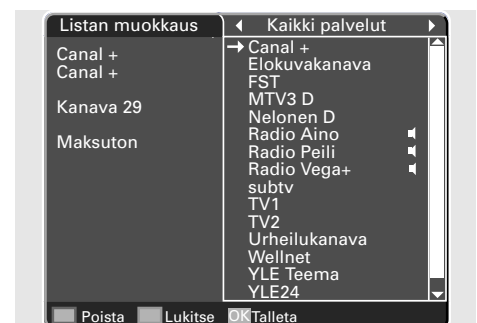 Listan muokkaus
Kaikki palvelut
Canal +
Canal +
Kanava 29
Maksuton
Canal +
Elokuvakanava
FST
MTV3 D
Nelonen D
Radio Aino
Radio Peili
Radio Vega+
subtv
TV1
TV2
Urheilukanava
Wellnet
YLE Teema
YLE24
Poista Lukitse OK Talleta